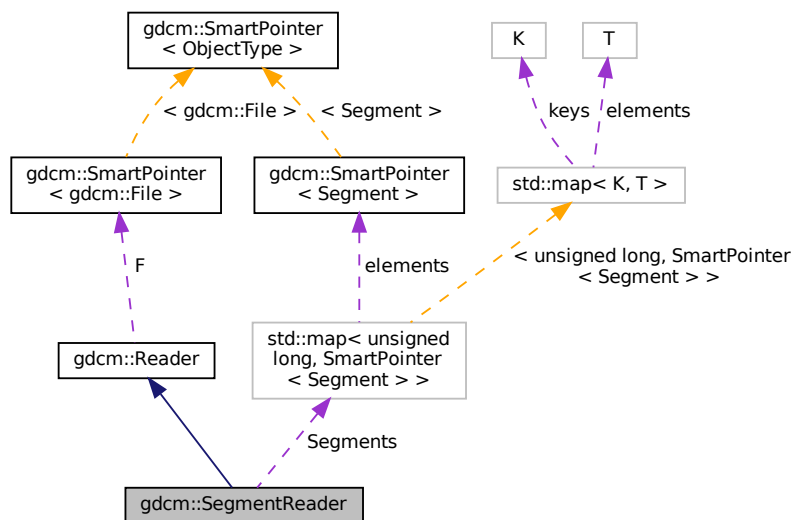 gdcm::SmartPointer
< ObjectType >
K
T
< gdcm::File >
< Segment >
keys
elements
gdcm::SmartPointer
< gdcm::File >
gdcm::SmartPointer
< Segment >
std::map< K, T >
F
elements
< unsigned long, SmartPointer
< Segment > >
gdcm::Reader
std::map< unsigned
long, SmartPointer
< Segment > >
Segments
gdcm::SegmentReader